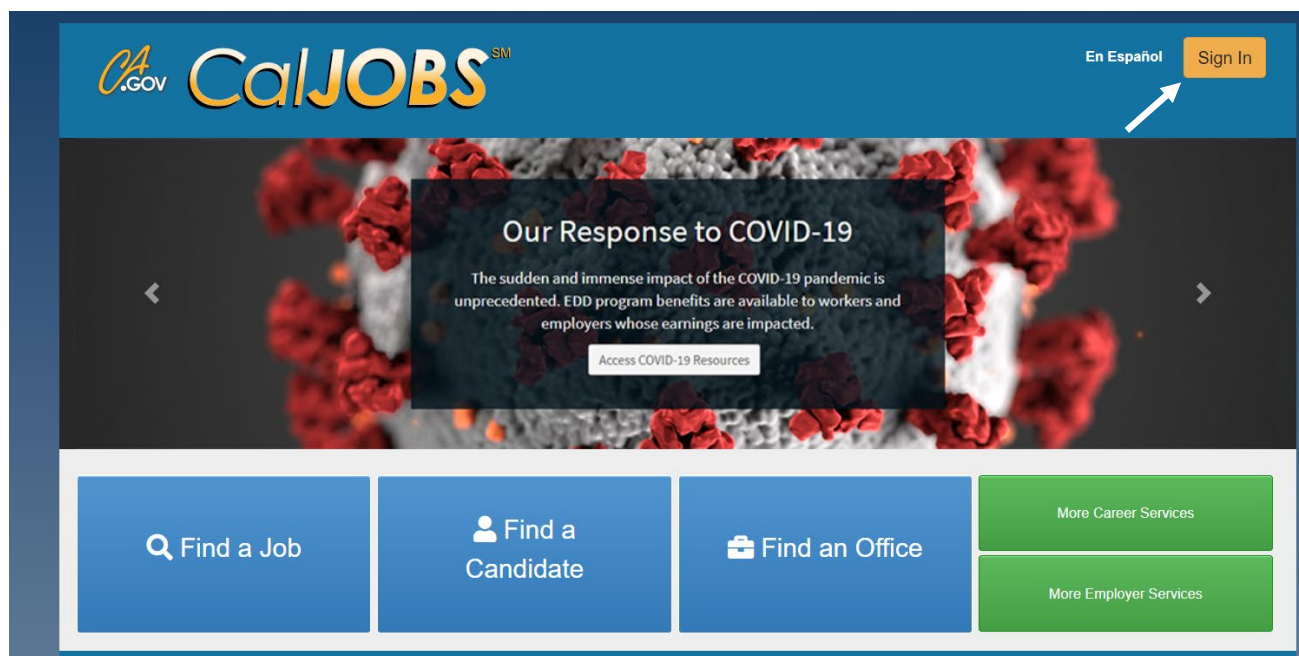 CA.GOV CalJOBS℠
En Español
Sign In
Our Response to COVID-19
The sudden and immense impact of the COVID-19 pandemic is
unprecedented. EDD program benefits are available to workers and
employers whose earnings are impacted.
Access COVID-19 Resources
Find a Job
Find a
Candidate
Find an Office
More Career Services
More Employer Services